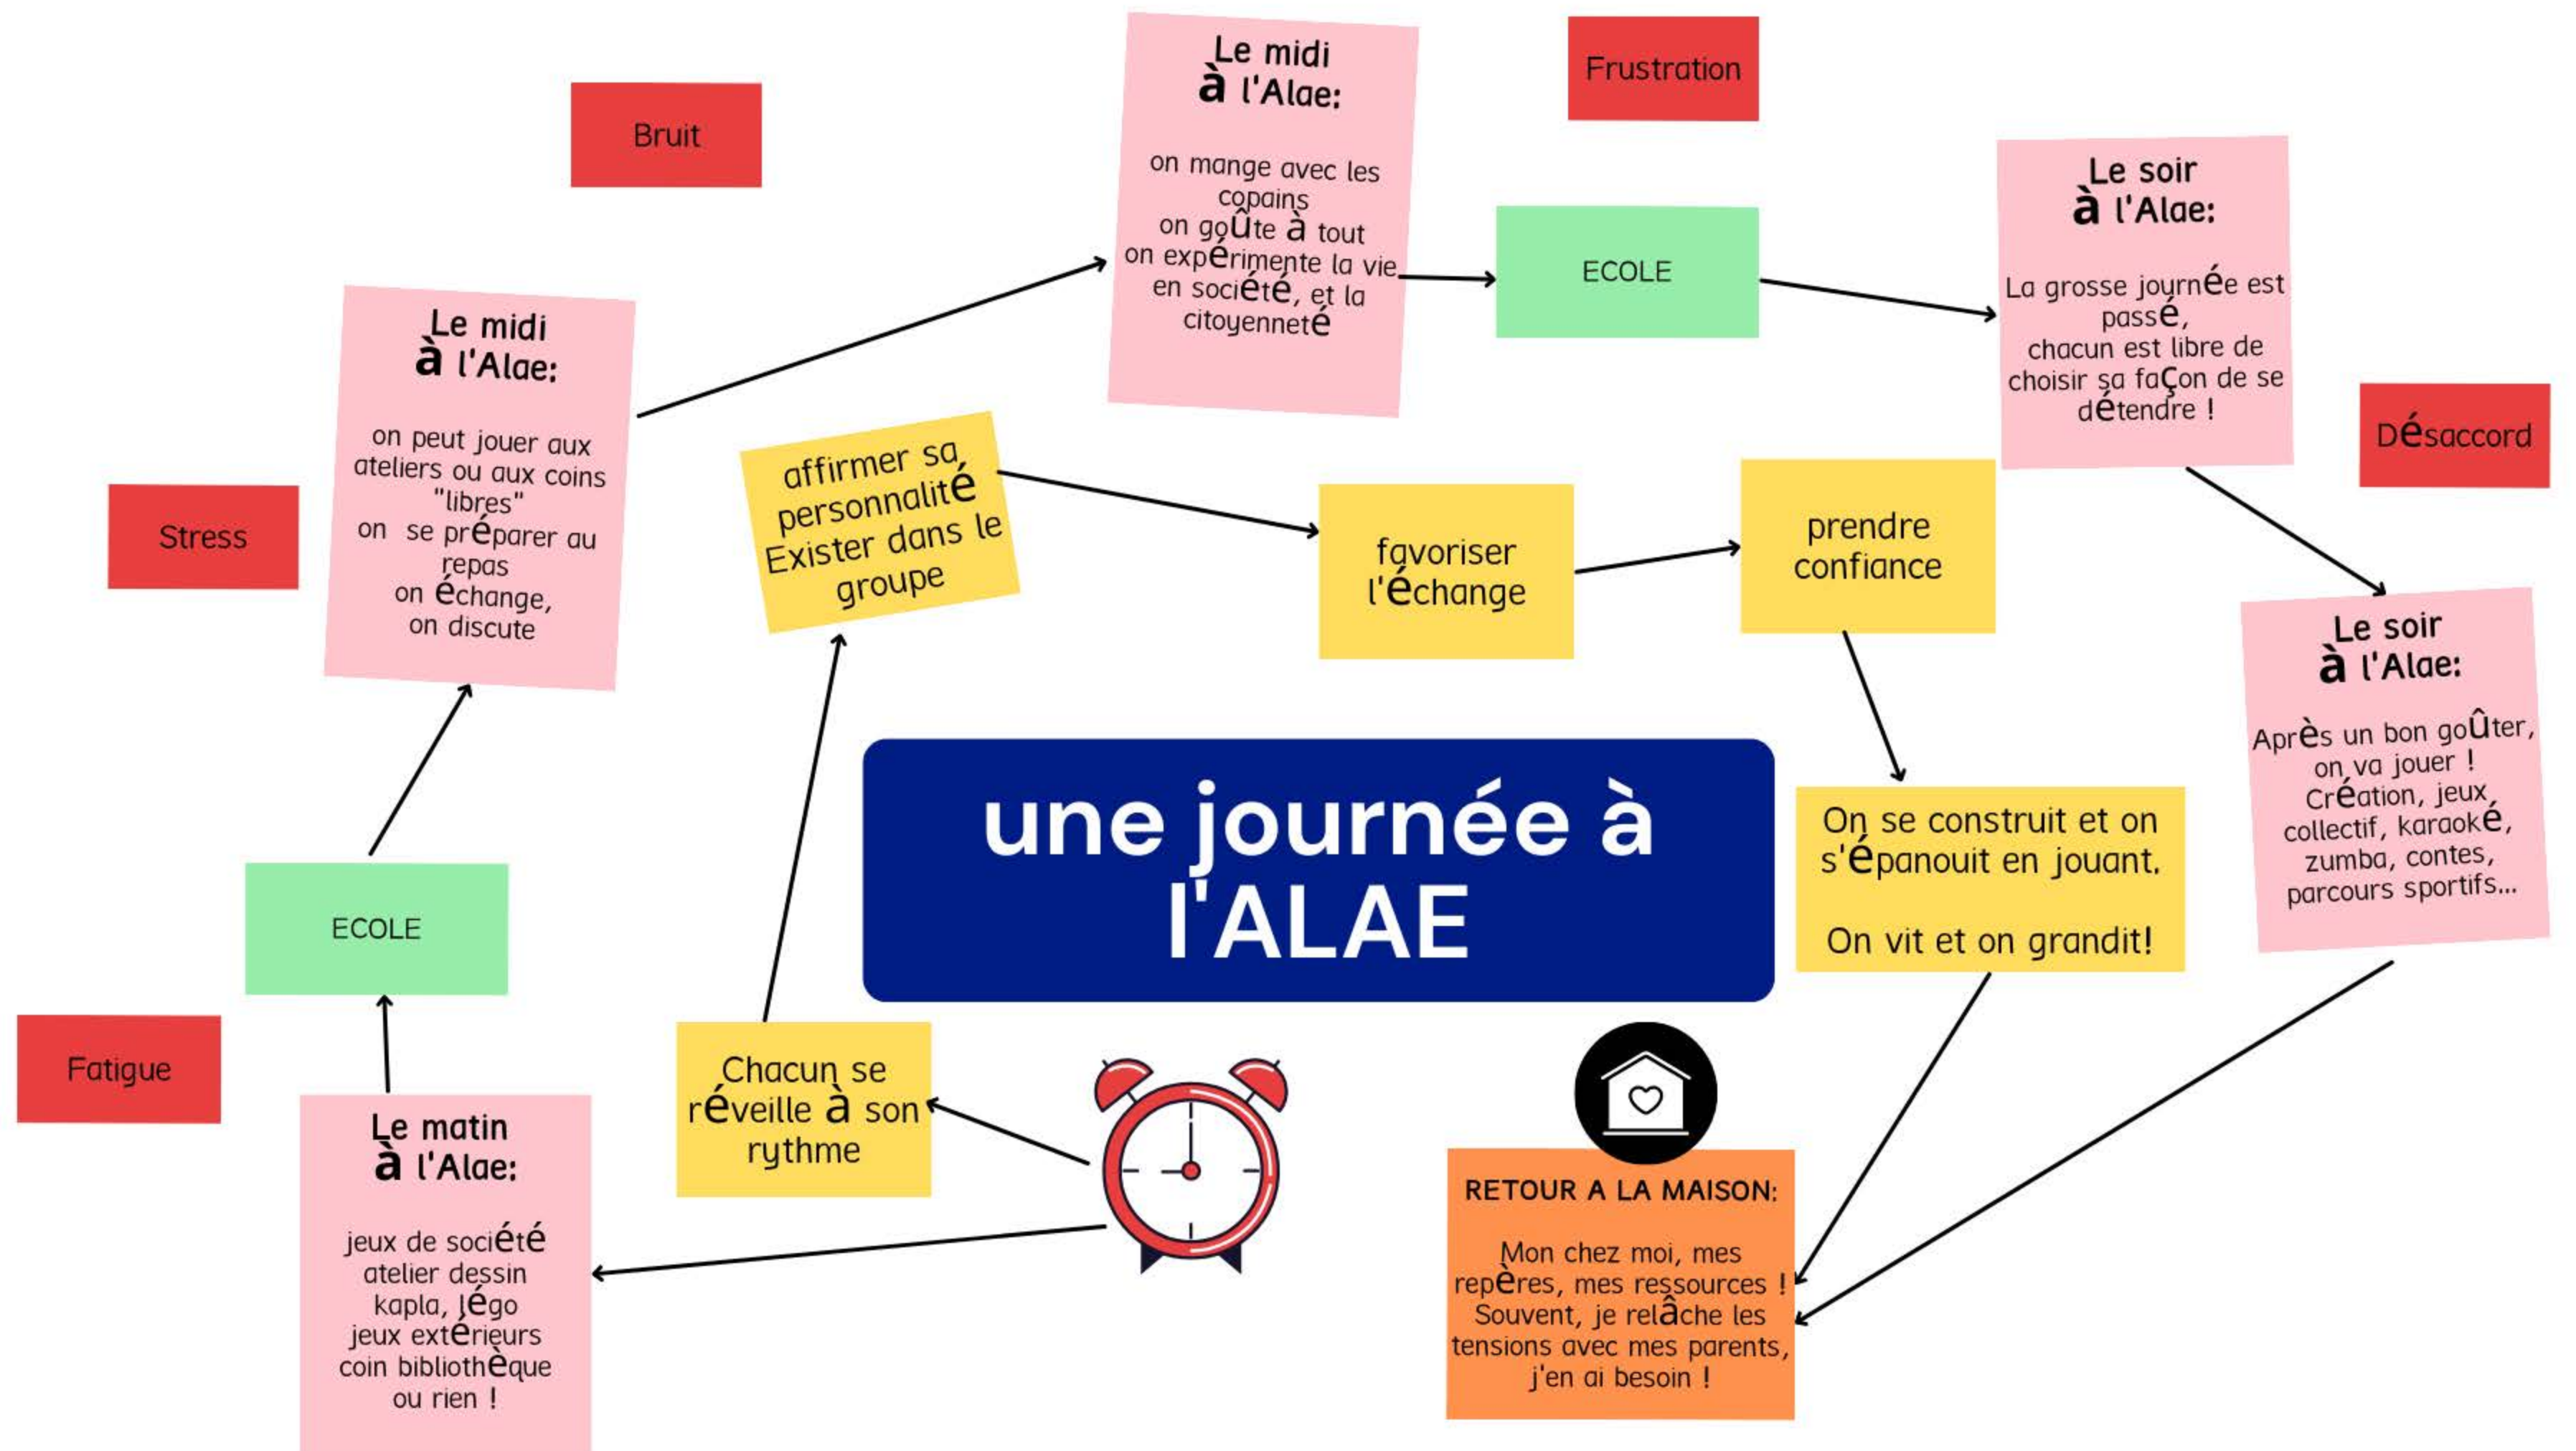 Le midi
à l'Alae:
on mange avec les
copains
on goûte à tout
on expérimente la vie
en société, et la
citoyenneté
Frustration
Bruit
Le soir
à l'Alae:
La grosse journée est
passé,
chacun est libre de
choisir sa façon de se
détendre !
ECOLE
Le midi
à l'Alae:
on peut jouer aux
ateliers ou aux coins
"libres"
on  se préparer au
repas
on échange,
on discute
Désaccord
affirmer sa
personnalité
Exister dans le
groupe
favoriser
l'échange
prendre
confiance
Stress
Le soir
à l'Alae:
Après un bon goûter,
on va jouer !
Création, jeux
collectif, karaoké,
zumba, contes,
parcours sportifs...
une journée à
l'ALAE
On se construit et on
s'épanouit en jouant.
On vit et on grandit!
ECOLE
Fatigue
Chacun se
réveille à son
rythme
Le matin
à l'Alae:
jeux de société
atelier dessin
kapla, légo
jeux extérieurs
coin bibliothèque
ou rien !
RETOUR A LA MAISON:
Mon chez moi, mes
repères, mes ressources !
Souvent, je relâche les
tensions avec mes parents,
j'en ai besoin !